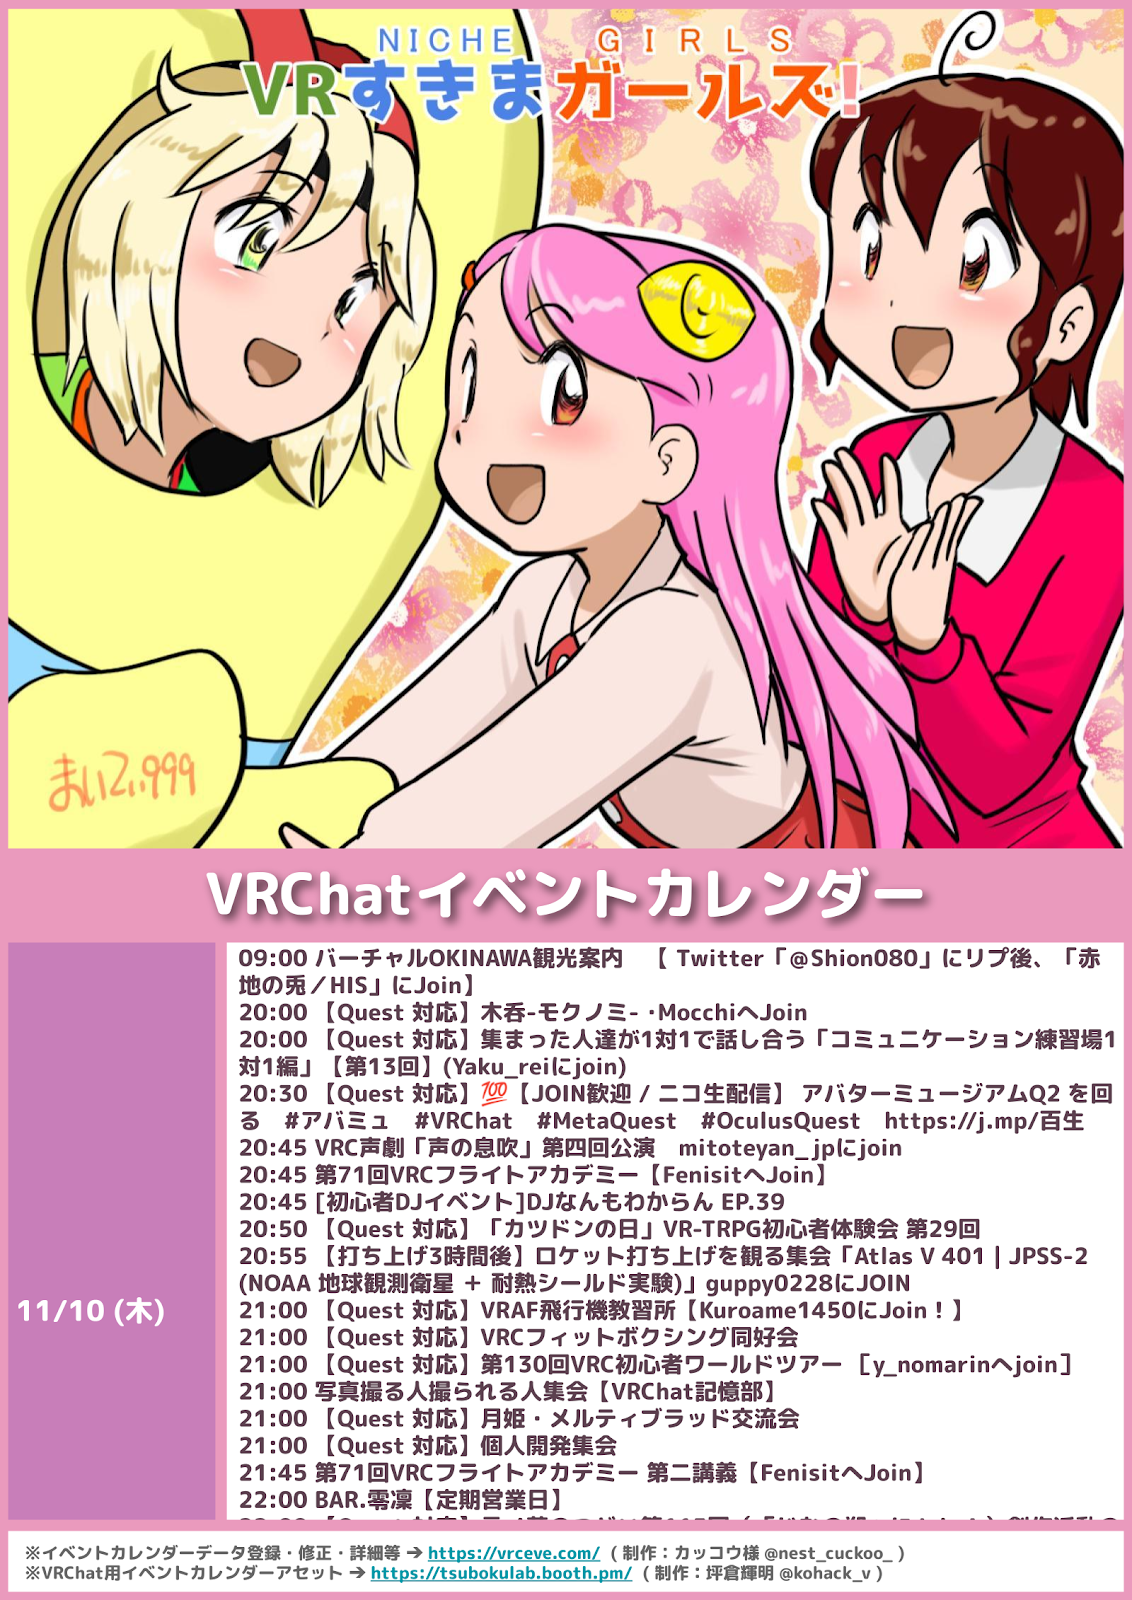 NICHE GIRLS
VRすきまガールズ!
まいてぃ999
VRChatイベントカレンダー
11/10 (木)
09:00 バーチャルOKINAWA観光案内　【 Twitter「@Shion080」にリプ後、「赤
地の兎／HIS」にJoin】
20:00 【Quest 対応】木呑-モクノミ- ･MocchiへJoin
20:00 【Quest 対応】集まった人達が1対1で話し合う「コミュニケーション練習場1
対1編」【第13回】(Yaku_reiにjoin)
20:30 【Quest 対応】💯【JOIN歓迎 / ニコ生配信】 アバターミュージアムQ2 を回
る　#アバミュ　#VRChat　#MetaQuest　#OculusQuest　https://j.mp/百生
20:45 VRC声劇「声の息吹」第四回公演　mitoteyan_jpにjoin
20:45 第71回VRCフライトアカデミー【FenisitへJoin】
20:45 [初心者DJイベント]DJなんもわからん EP.39
20:50 【Quest 対応】「カツドンの日」VR-TRPG初心者体験会 第29回
20:55 【打ち上げ3時間後】ロケット打ち上げを観る集会「Atlas V 401 | JPSS-2
(NOAA 地球観測衛星 ＋ 耐熱シールド実験)」guppy0228にJOIN
21:00 【Quest 対応】VRAF飛行機教習所【Kuroame1450にJoin！】
21:00 【Quest 対応】VRCフィットボクシング同好会
21:00 【Quest 対応】第130回VRC初心者ワールドツアー ［y_nomarinへjoin］
21:00 写真撮る人撮られる人集会【VRChat記憶部】
21:00 【Quest 対応】月姫・メルティブラッド交流会
21:00 【Quest 対応】個人開発集会
21:45 第71回VRCフライトアカデミー 第二講義【FenisitへJoin】
22:00 BAR.零凜【定期営業日】
※イベントカレンダーデータ登録・修正・詳細等 ➔ https://vrceve.com/ （ 制作：カッコウ様 @nest_cuckoo_ ）
※VRChat用イベントカレンダーアセット ➔ https://tsubokulab.booth.pm/ （ 制作：坪倉輝明 @kohack_v ）